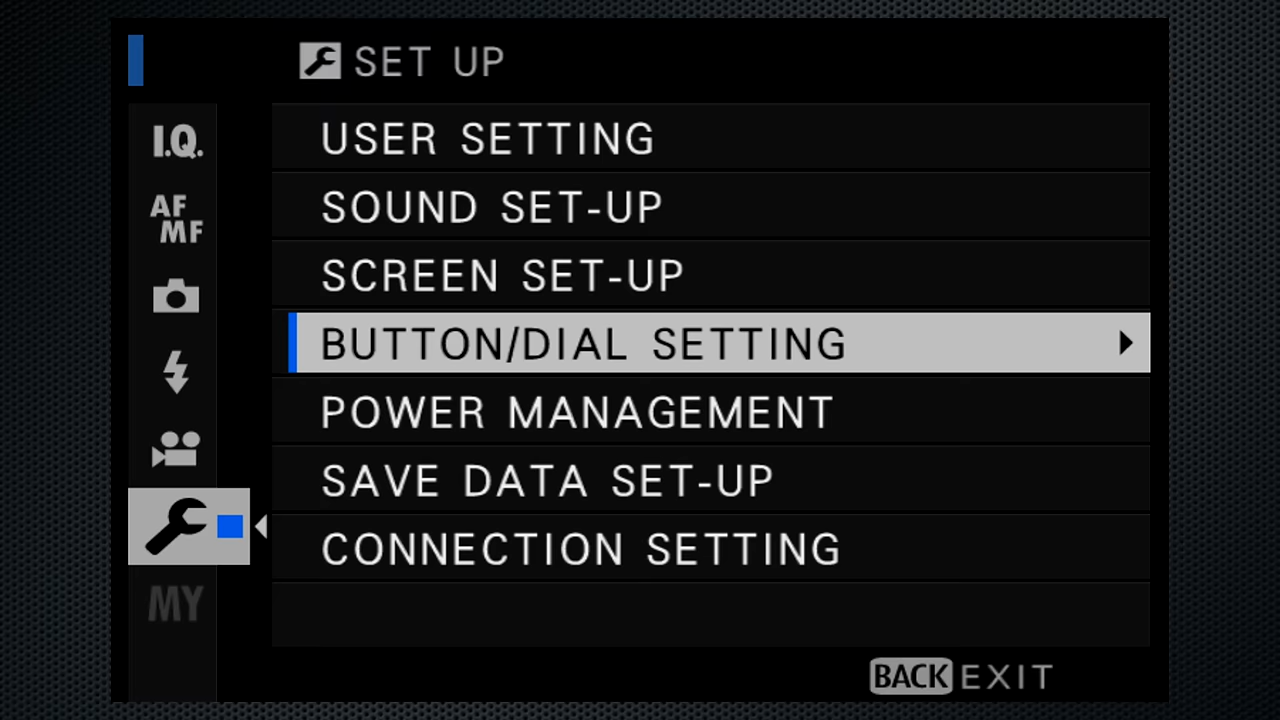 SET UP
I.Q.
AF
MF
MY
USER SETTING
SOUND SET-UP
SCREEN SET-UP
BUTTON/DIAL SETTING
POWER MANAGEMENT
SAVE DATA SET-UP
CONNECTION SETTING
BACK EXIT